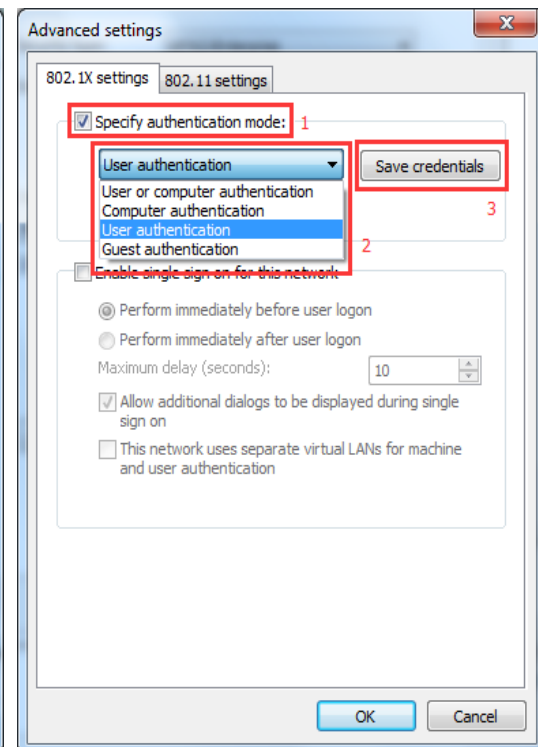 Advanced settings
X
802.1X settings 802.11 settings
Specify authentication mode: 1
User authentication Save credentials
User or computer authentication
Computer authentication 3
User authentication
Guest authentication 2
Enable single sign on for this network
Perform immediately before user logon
Perform immediately after user logon
Maximum delay (seconds): 10
Allow additional dialogs to be displayed during single
sign on
This network uses separate virtual LANs for machine
and user authentication
OK Cancel